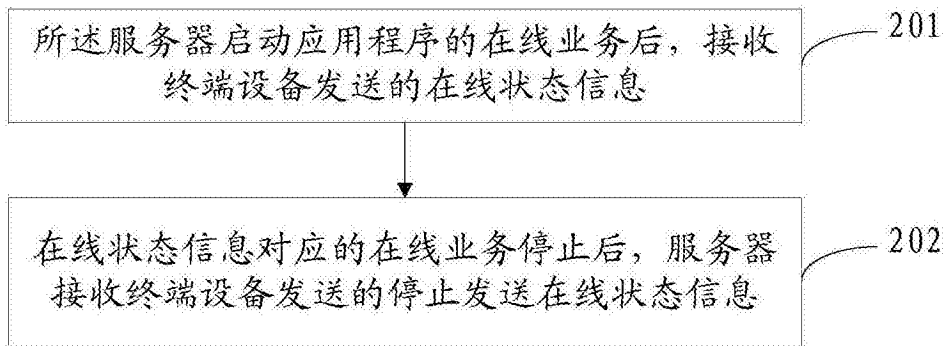 所述服务器启动应用程序的在线业务后，接收
终端设备发送的在线状态信息
201
在线状态信息对应的在线业务停止后，服务器
接收终端设备发送的停止发送在线状态信息
202